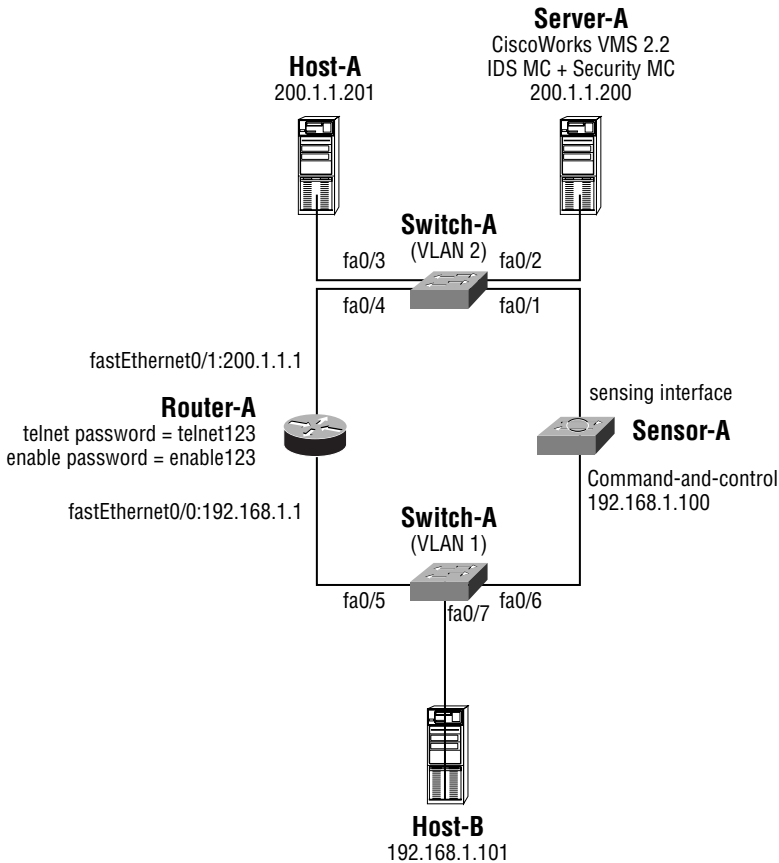 Server-A
CiscoWorks VMS 2.2
IDS MC + Security MC
200.1.1.200
Host-A
200.1.1.201
Switch-A
(VLAN 2)
fa0/3
fa0/2
fa0/4
fa0/1
fastEthernet0/1:200.1.1.1
sensing interface
Router-A
telnet password = telnet123
enable password = enable123
Sensor-A
Command-and-control
192.168.1.100
fastEthernet0/0:192.168.1.1
Switch-A
(VLAN 1)
fa0/5
fa0/7
fa0/6
Host-B
192.168.1.101